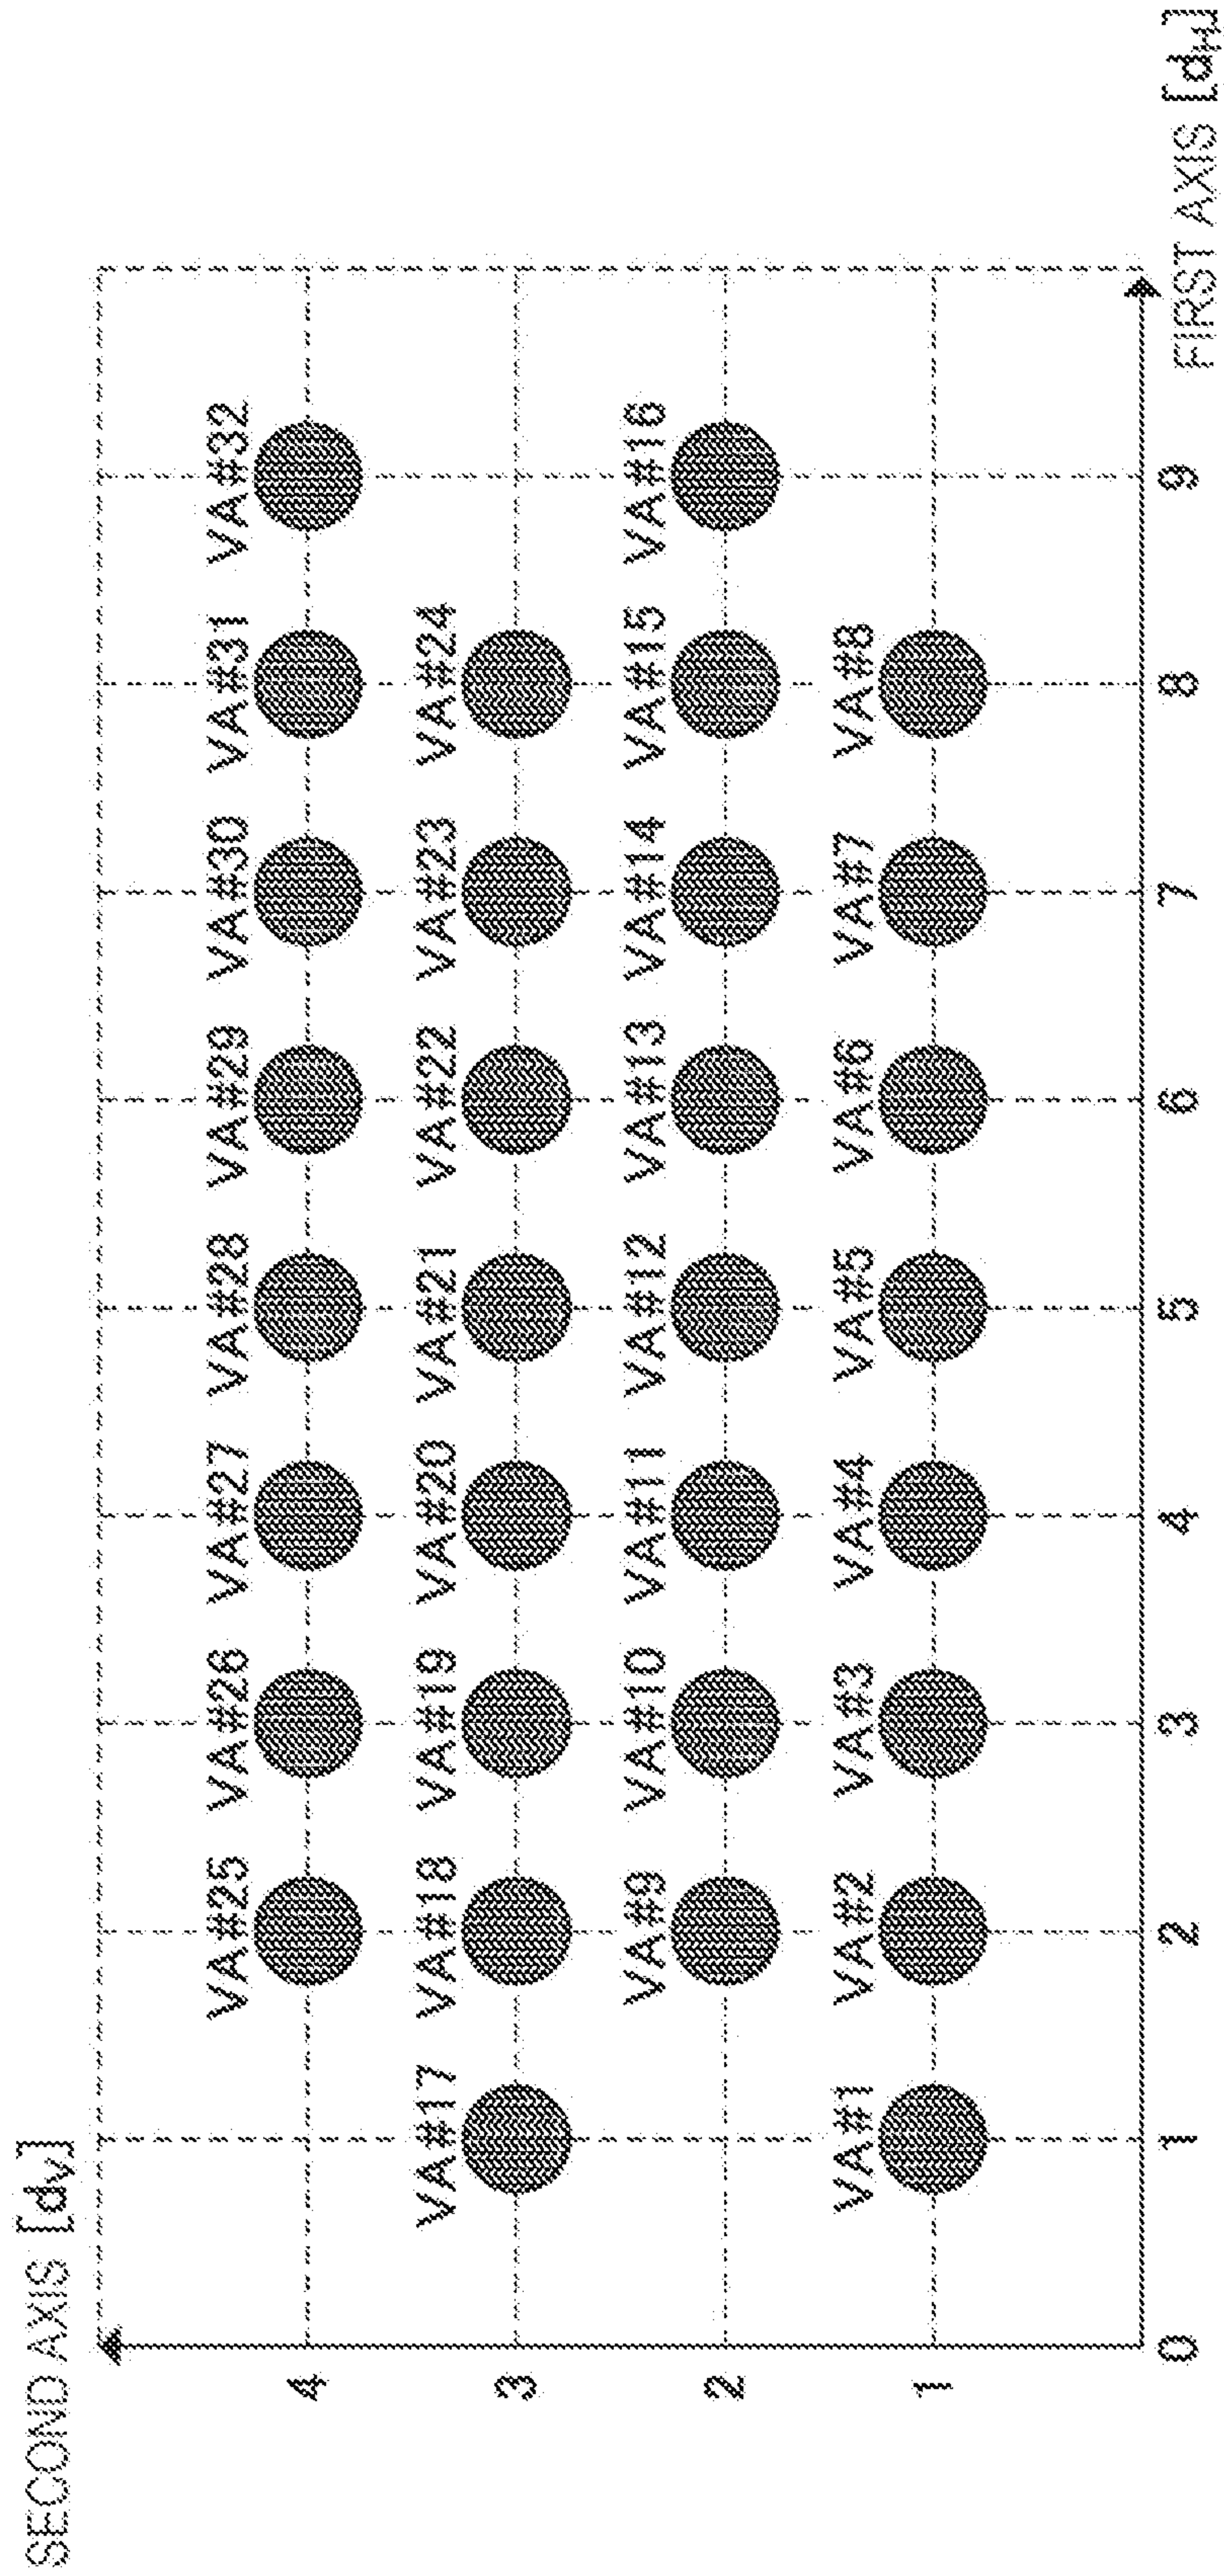 SECOND AXIS [dV]
VA#25 VA#26 VA#27 VA#28 VA#29 VA#30 VA#31 VA#32
4
VA#17 VA#18 VA#19 VA#20 VA#21 VA#22 VA#23 VA#24
3
VA#9 VA#10 VA#11 VA#12 VA#13 VA#14 VA#15 VA#16
2
VA#1 VA#2 VA#3 VA#4 VA#5 VA#6 VA#7 VA#8
1
0 1 2 3 4 5 6 7 8 9
FIRST AXIS [dH]